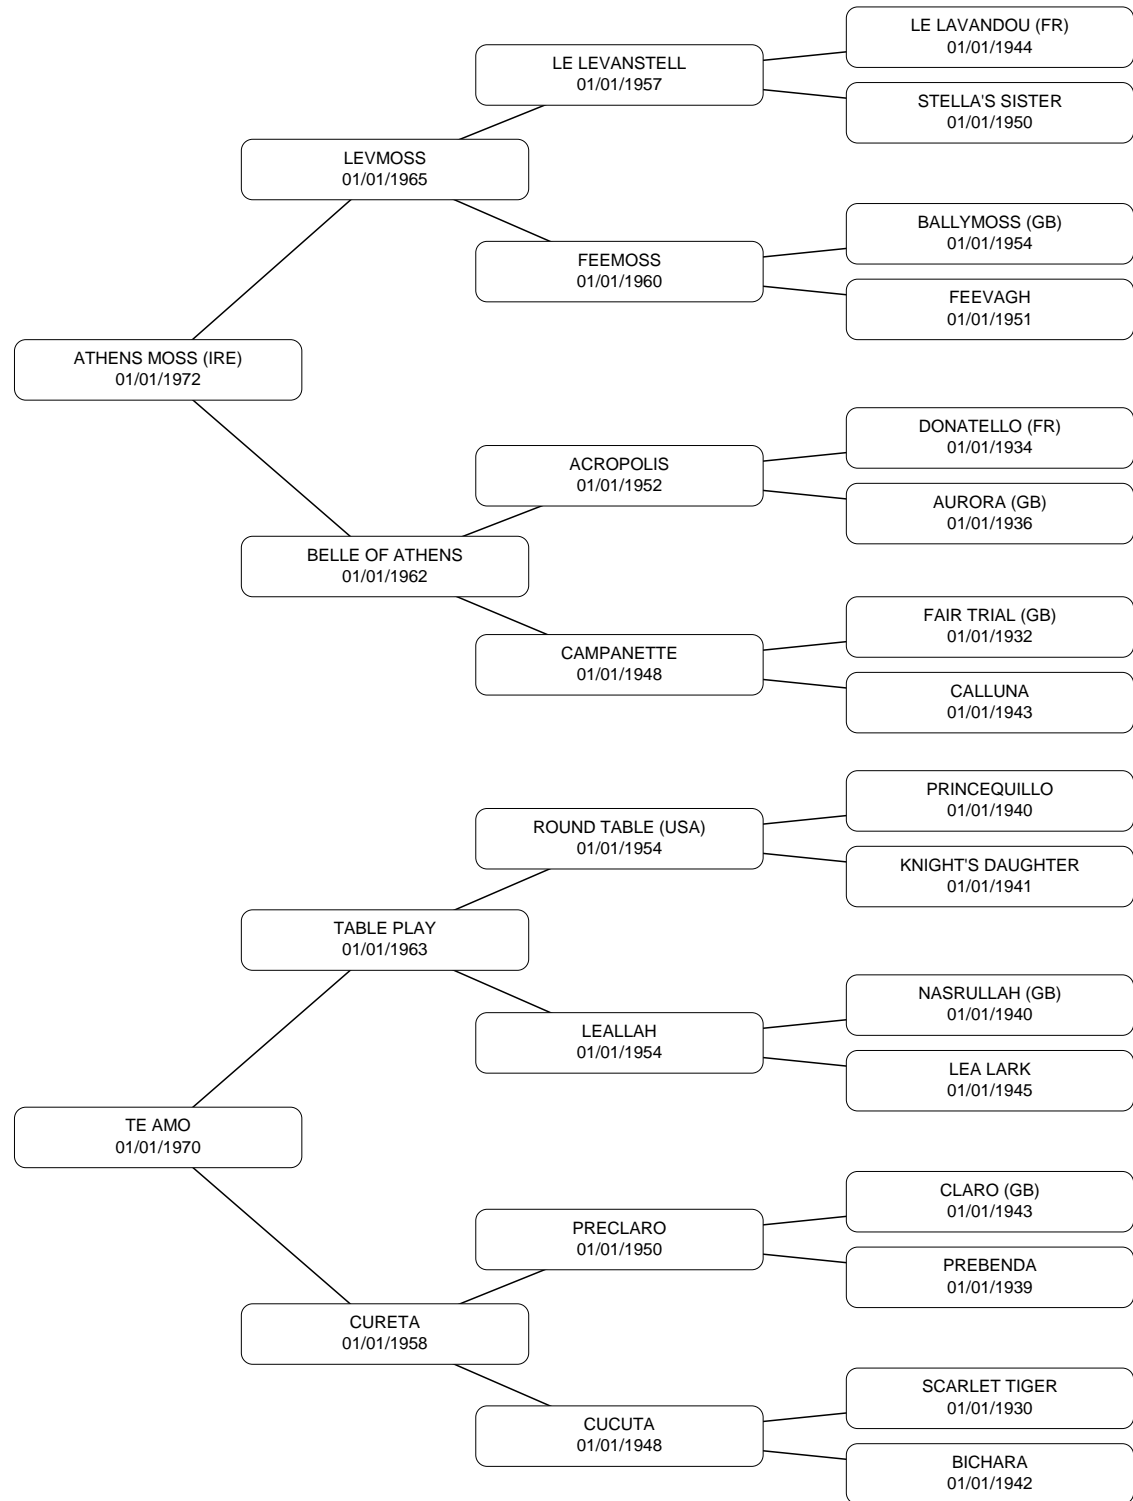 LE LAVANDOU (FR)
01/01/1944
LE LEVANSTELL
01/01/1957
STELLA'S SISTER
01/01/1950
LEVMOSS
01/01/1965
BALLYMOSS (GB)
01/01/1954
FEEMOSS
01/01/1960
FEEVAGH
01/01/1951
ATHENS MOSS (IRE)
01/01/1972
DONATELLO (FR)
01/01/1934
ACROPOLIS
01/01/1952
AURORA (GB)
01/01/1936
BELLE OF ATHENS
01/01/1962
FAIR TRIAL (GB)
01/01/1932
CAMPANETTE
01/01/1948
CALLUNA
01/01/1943
PRINCEQUILLO
01/01/1940
ROUND TABLE (USA)
01/01/1954
KNIGHT'S DAUGHTER
01/01/1941
TABLE PLAY
01/01/1963
NASRULLAH (GB)
01/01/1940
LEALLAH
01/01/1954
LEA LARK
01/01/1945
TE AMO
01/01/1970
CLARO (GB)
01/01/1943
PRECLARO
01/01/1950
PREBENDA
01/01/1939
CURETA
01/01/1958
SCARLET TIGER
01/01/1930
CUCUTA
01/01/1948
BICHARA
01/01/1942